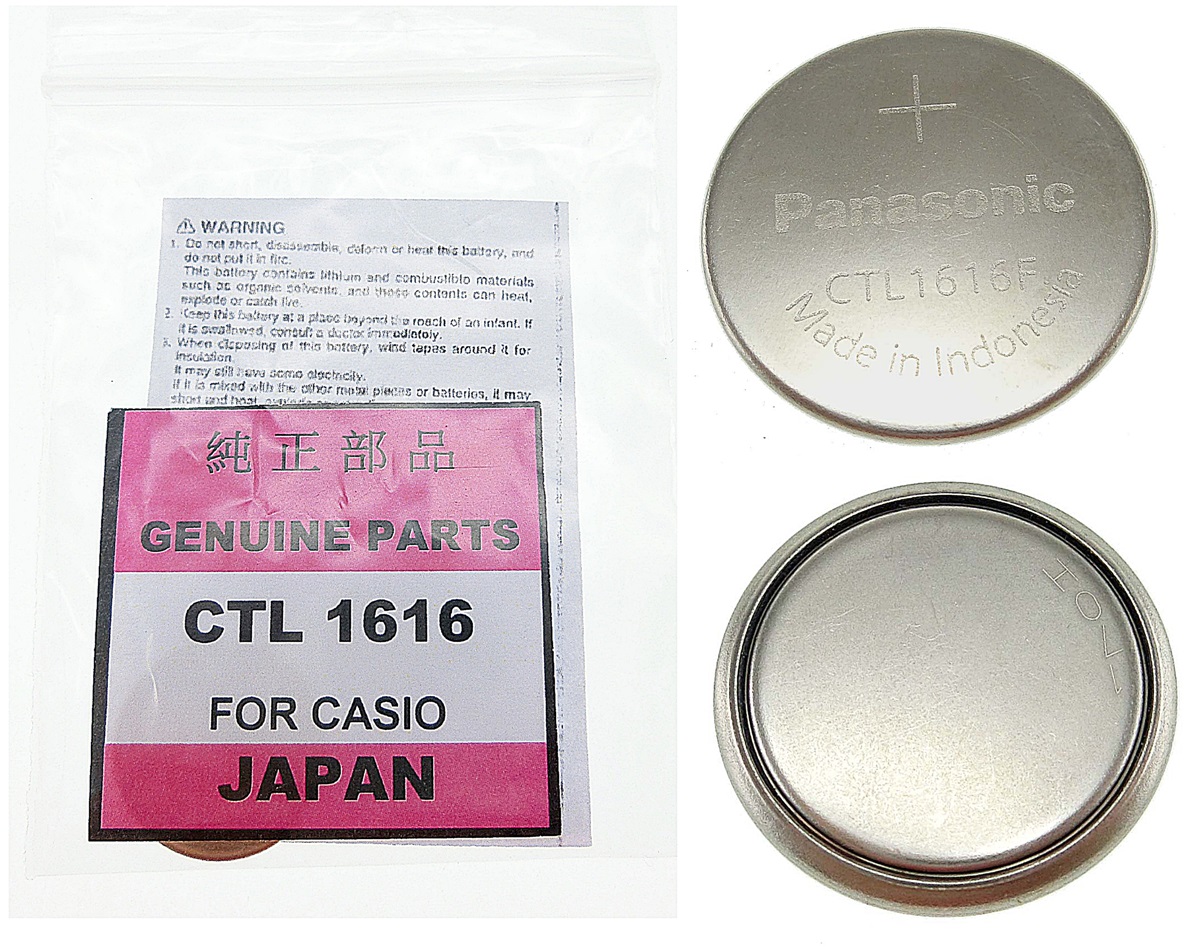 ⚠ WARNING
1. Do not short, disassemble, deform or heat this battery, and
do not put it in fire.
This battery contains lithium and combustible materials
such as organic solvents, and those contents can heat,
explode or catch fire.
2. Keep this battery at a place beyond the reach of an infant. If
it is swallowed, consult a doctor immediately.
3. When disposing of this battery, wind tapes around it for
insulation.
It may still have some electricity.
If it is mixed with the other metal pieces or batteries, it may
short and heat,
純正部品
GENUINE PARTS
CTL 1616
FOR CASIO
JAPAN
+
Panasonic
CTL1616F
Made in Indonesia